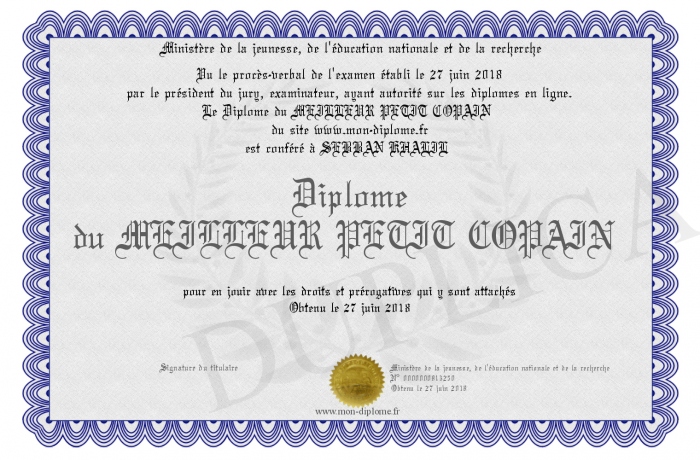 Ministère de la jeunesse, de l'éducation nationale et de la recherche
Vu le procès-verbal de l'examen établi le 27 juin 2018
par le président du jury, examinateur, ayant autorité sur les diplomes en ligne.
Le Diplome du MEILLEUR PETIT COPAIN
du site www.mon-diplome.fr
est conféré à SEBBAN KHALIL
Diplome
du MEILLEUR PETIT COPAIN
DUPLICA
pour en jouir avec les droits et prérogatives qui y sont attachés
Obtenu le 27 juin 2018
Signature du titulaire
Ministère de la jeunesse, de l'éducation nationale et de la recherche
Obtenu le 27 juin 2018
www.mon-diplome.fr